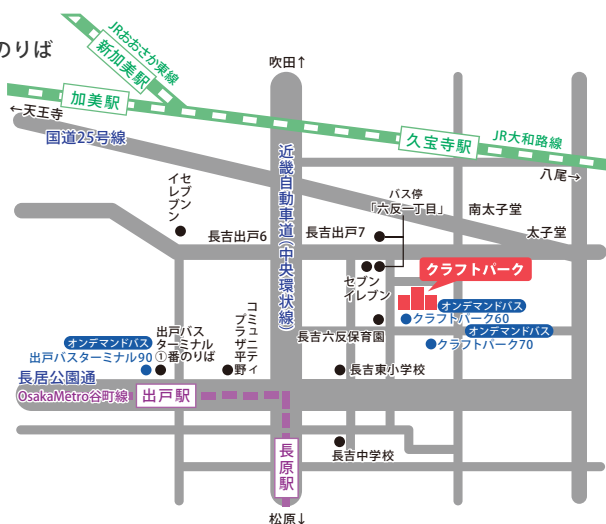 のりば
JRおおさか東線
新加美駅
吹田↑
加美駅
←天王寺
国道25号線
久宝寺駅
JR大和路線
八尾→
近畿自動車道(中央環状線)
セブン
イレブン
バス停
「六反一丁目」
南太子堂
太子堂
長吉出戸6
長吉出戸7
クラフトパーク
セブン
イレブン
オンデマンドバス
クラフトパーク60
オンデマンドバス
クラフトパーク70
長吉六反保育園
オンデマンドバス
出戸バスターミナル90
出戸バス
ターミナル
①番のりば
コミュニティ
プラザ平野
長吉東小学校
長居公園通
OsakaMetro谷町線
出戸駅
長原駅
長吉中学校
松原↓